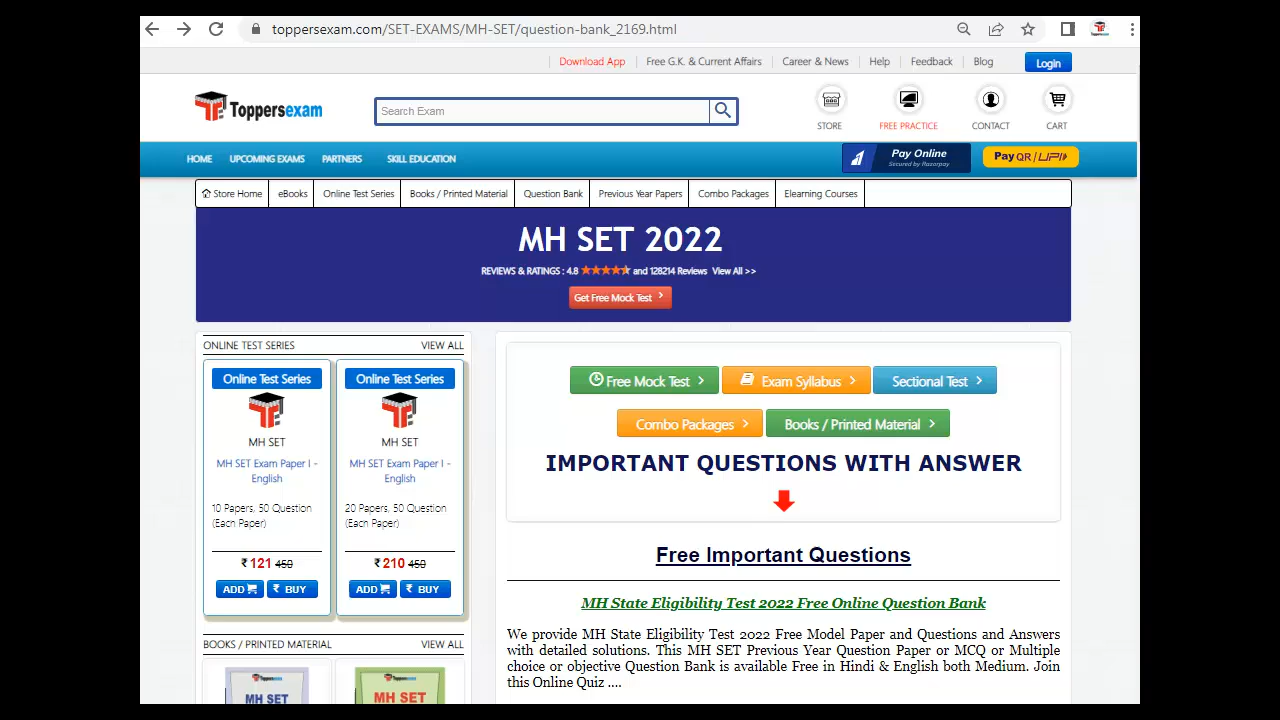 toppersexam.com/SET-EXAMS/MH-SET/question-bank_2169.html
Download App | Free G.K. & Current Affairs | Career & News | Help | Feedback | Blog Login
Toppersexam
Search Exam
STORE FREE PRACTICE CONTACT CART
HOME UPCOMING EXAMS PARTNERS SKILL EDUCATION
Pay Online
Secured by Razorpay
Pay QR / UPI
Store Home eBooks Online Test Series Books / Printed Material Question Bank Previous Year Papers Combo Packages Elearning Courses
MH SET 2022
REVIEWS & RATINGS : 4.8 ★★★★ and 128214 Reviews View All >>
Get Free Mock Test >
ONLINE TEST SERIES VIEW ALL
Online Test Series
MH SET
MH SET Exam Paper I -
English
10 Papers, 50 Question
(Each Paper)
₹ 121 450
ADD ₹ BUY
Online Test Series
MH SET
MH SET Exam Paper I -
English
20 Papers, 50 Question
(Each Paper)
₹ 210 450
ADD ₹ BUY
BOOKS / PRINTED MATERIAL VIEW ALL
Toppersexam
MH SET
Toppersexam
MH SET
Free Mock Test > Exam Syllabus > Sectional Test >
Combo Packages > Books / Printed Material >
IMPORTANT QUESTIONS WITH ANSWER
Free Important Questions
MH State Eligibility Test 2022 Free Online Question Bank
We provide MH State Eligibility Test 2022 Free Model Paper and Questions and Answers
with detailed solutions. This MH SET Previous Year Question Paper or MCQ or Multiple
choice or objective Question Bank is available Free in Hindi & English both Medium. Join
this Online Quiz ....